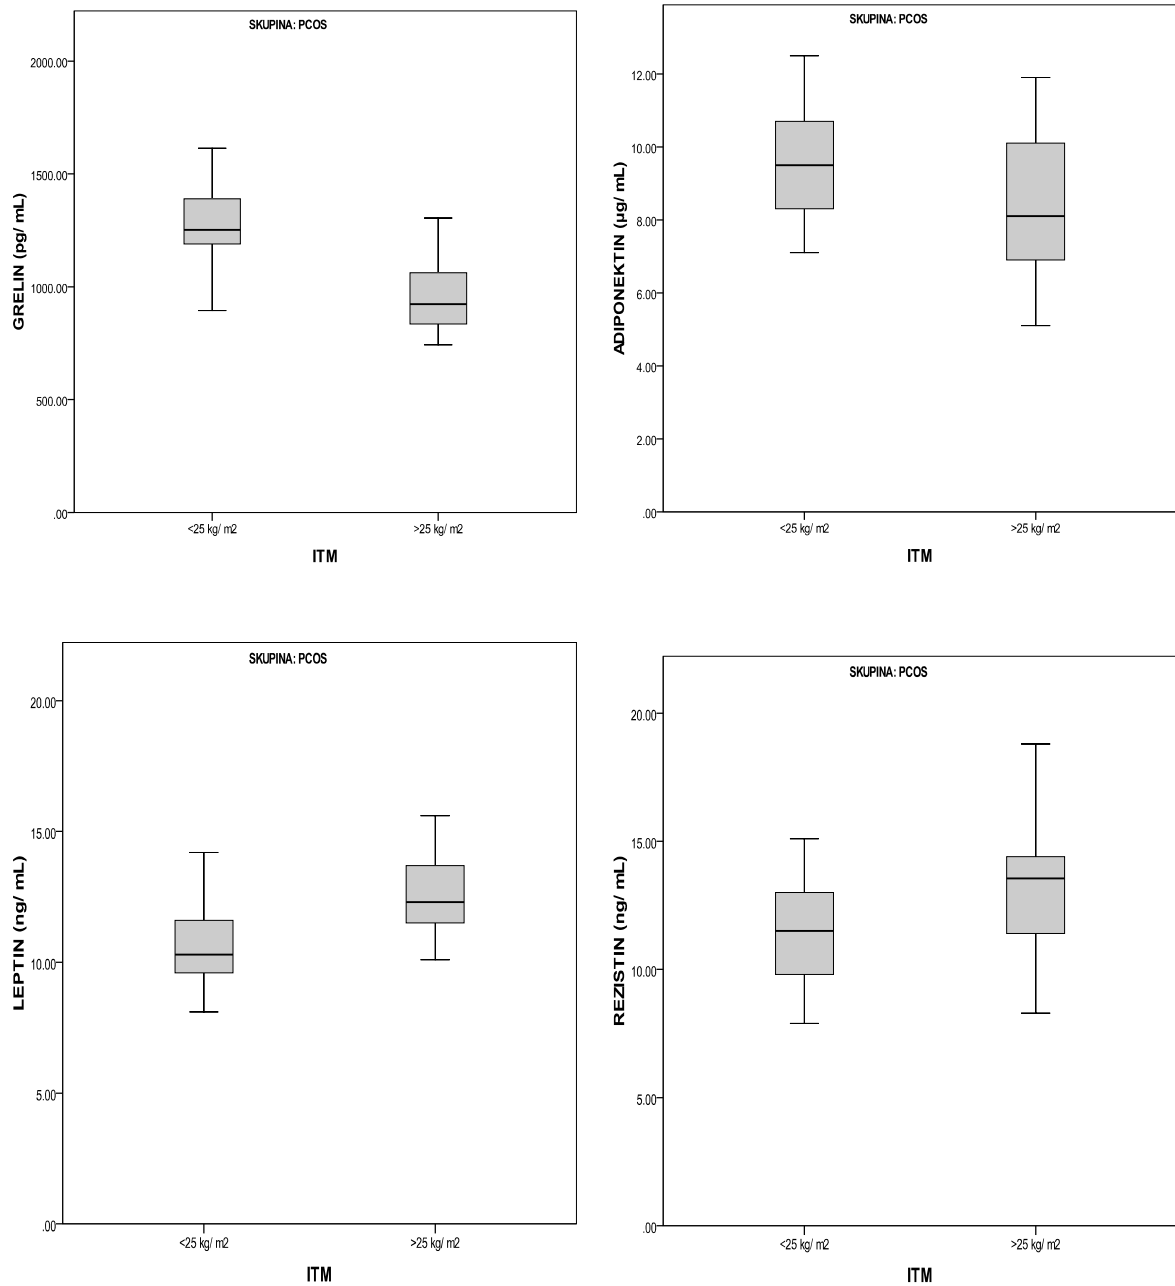 SKUPINA: PCOS
GRELIN (pg/ mL)
2000.00
1500.00
1000.00
500.00
.00
<25 kg/ m2
>25 kg/ m2
ITM
SKUPINA: PCOS
ADIPONEKTIN (µg/ mL)
12.00
10.00
8.00
6.00
4.00
2.00
.00
<25 kg/ m2
>25 kg/ m2
ITM
SKUPINA: PCOS
LEPTIN (ng/ mL)
20.00
15.00
10.00
5.00
.00
<25 kg/ m2
>25 kg/ m2
ITM
SKUPINA: PCOS
REZISTIN (ng/ mL)
20.00
15.00
10.00
5.00
.00
<25 kg/ m2
>25 kg/ m2
ITM